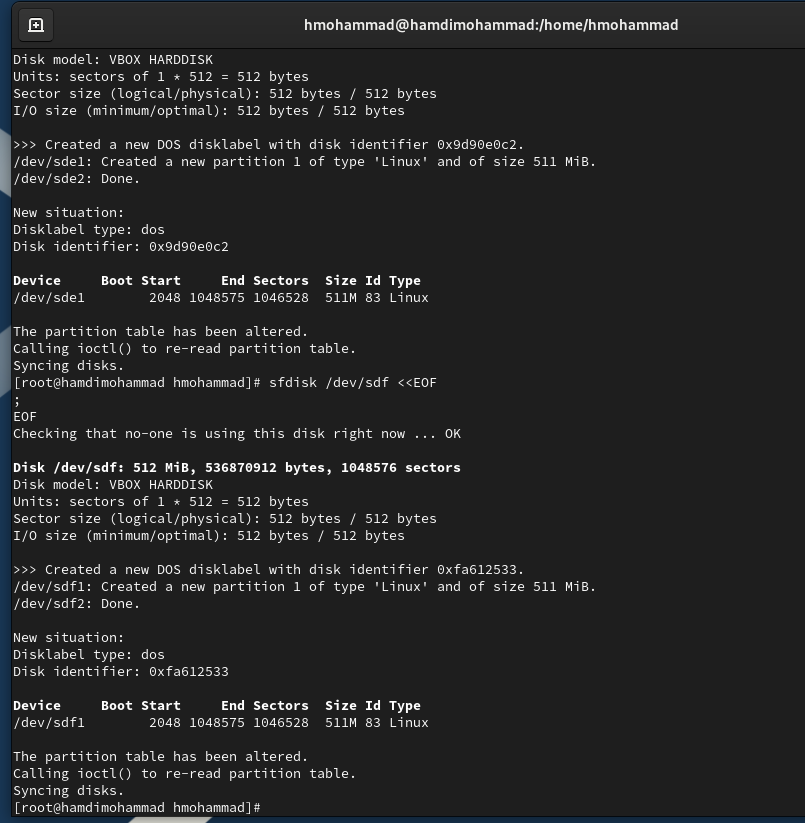 hmohammad@hamdimohammad:/home/hmohammad
Disk model: VBOX HARDDISK
Units: sectors of 1 * 512 = 512 bytes
Sector size (logical/physical): 512 bytes / 512 bytes
I/O size (minimum/optimal): 512 bytes / 512 bytes
>>> Created a new DOS disklabel with disk identifier 0x9d90e0c2.
/dev/sde1: Created a new partition 1 of type 'Linux' and of size 511 MiB.
/dev/sde2: Done.
New situation:
Disklabel type: dos
Disk identifier: 0x9d90e0c2
Device     Boot Start     End Sectors  Size Id Type
/dev/sde1        2048 1048575 1046528  511M 83 Linux
The partition table has been altered.
Calling ioctl() to re-read partition table.
Syncing disks.
[root@hamdimohammad hmohammad]# sfdisk /dev/sdf <<EOF
;
EOF
Checking that no-one is using this disk right now ... OK
Disk /dev/sdf: 512 MiB, 536870912 bytes, 1048576 sectors
Disk model: VBOX HARDDISK
Units: sectors of 1 * 512 = 512 bytes
Sector size (logical/physical): 512 bytes / 512 bytes
I/O size (minimum/optimal): 512 bytes / 512 bytes
>>> Created a new DOS disklabel with disk identifier 0xfa612533.
/dev/sdf1: Created a new partition 1 of type 'Linux' and of size 511 MiB.
/dev/sdf2: Done.
New situation:
Disklabel type: dos
Disk identifier: 0xfa612533
Device     Boot Start     End Sectors  Size Id Type
/dev/sdf1        2048 1048575 1046528  511M 83 Linux
The partition table has been altered.
Calling ioctl() to re-read partition table.
Syncing disks.
[root@hamdimohammad hmohammad]#